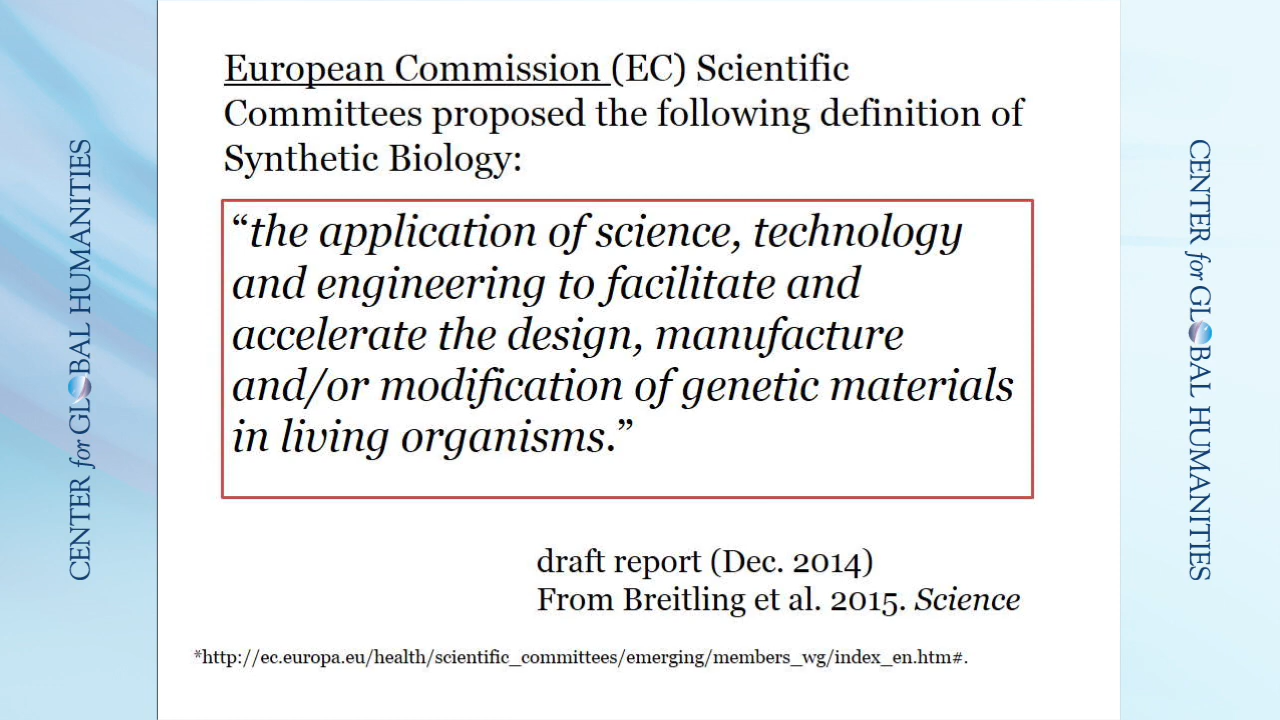 European Commission (EC) Scientific
Committees proposed the following definition of
Synthetic Biology:
“the application of science, technology
and engineering to facilitate and
accelerate the design, manufacture
and/or modification of genetic materials
in living organisms.”
draft report (Dec. 2014)
From Breitling et al. 2015. Science
*http://ec.europa.eu/health/scientific_committees/emerging/members_wg/index_en.htm#.
CENTER for GLOBAL HUMANITIES
CENTER for GLOBAL HUMANITIES